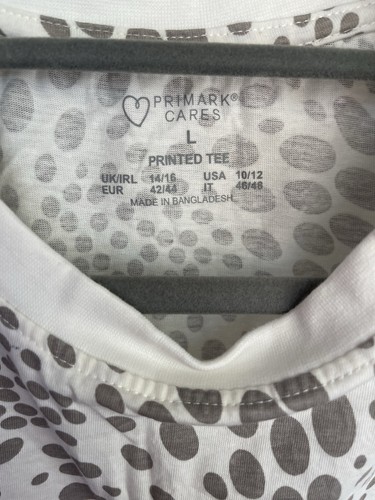 PRIMARK®
CARES
L
PRINTED TEE
UK/IRL 14/16 USA 10/12
EUR 42/44 IT 46/48
MADE IN BANGLADESH